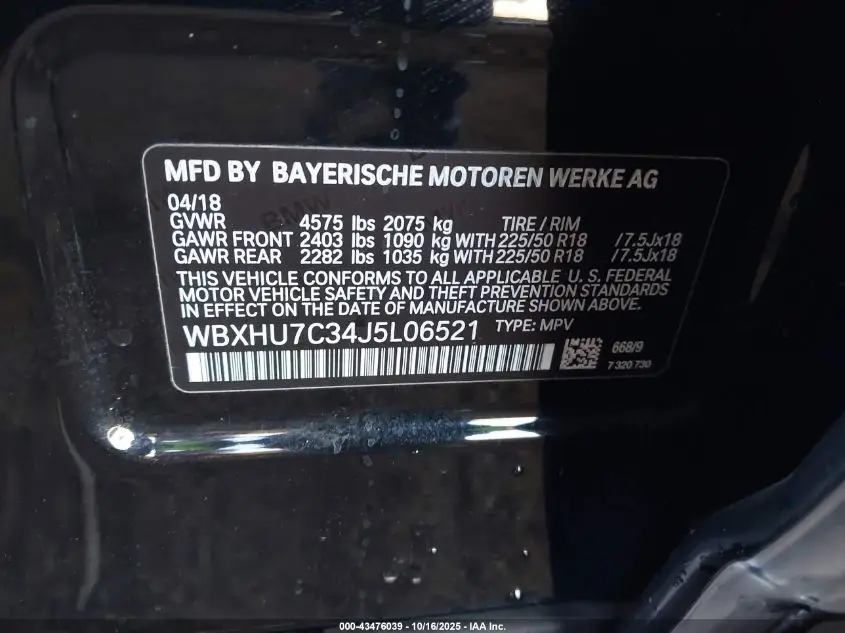 MFD BY BAYERISCHE MOTOREN WERKE AG
04/18
GVWR 4575 lbs 2075 kg TIRE / RIM
GAWR FRONT 2403 lbs 1090 kg WITH 225/50 R18 /7.5Jx18
GAWR REAR 2282 lbs 1035 kg WITH 225/50 R18 /7.5Jx18
THIS VEHICLE CONFORMS TO ALL APPLICABLE U. S. FEDERAL
MOTOR VEHICLE SAFETY AND THEFT PREVENTION STANDARDS
IN EFFECT ON THE DATE OF MANUFACTURE SHOWN ABOVE.
WBXHU7C34J5L06521 TYPE: MPV
668/9
7 320 730
000-43476039 - 10/16/2025 - IAA Inc.